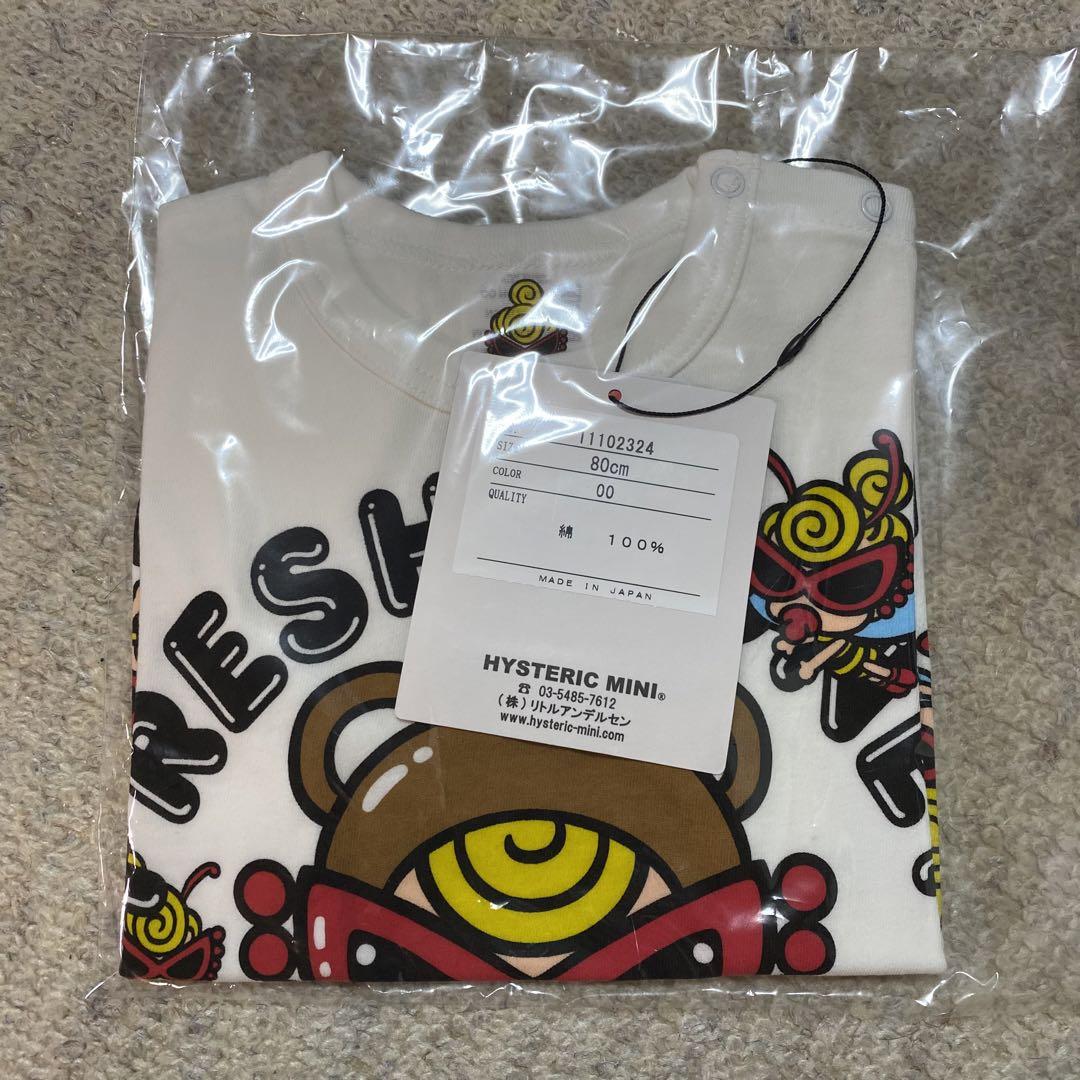 11102324
SIZ
80cm
COLOR
00
QUALITY
綿 100%
MADE IN JAPAN
HYSTERIC MINI®
☎ 03-5485-7612
(株)リトルアンデルセン
www.hysteric-mini.com
RESH